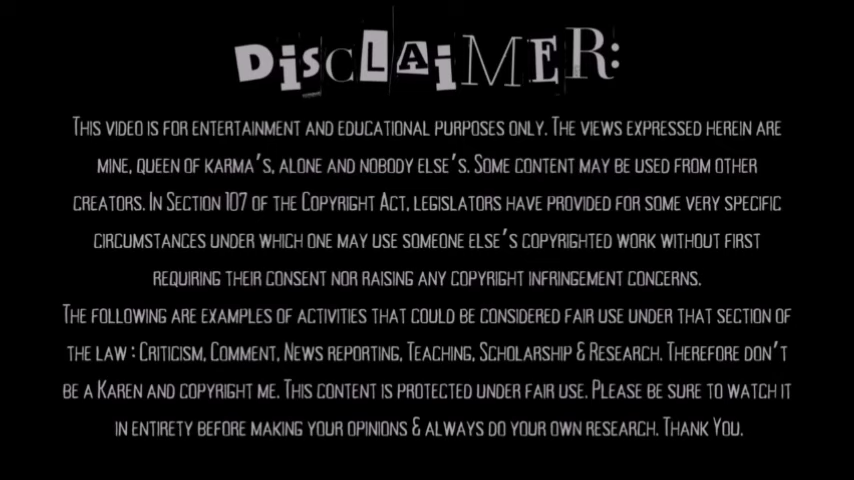 DISCLAIMER:
THIS VIDEO IS FOR ENTERTAINMENT AND EDUCATIONAL PURPOSES ONLY. THE VIEWS EXPRESSED HEREIN ARE
MINE, QUEEN OF KARMA'S, ALONE AND NOBODY ELSE'S. SOME CONTENT MAY BE USED FROM OTHER
CREATORS. IN SECTION 107 OF THE COPYRIGHT ACT, LEGISLATORS HAVE PROVIDED FOR SOME VERY SPECIFIC
CIRCUMSTANCES UNDER WHICH ONE MAY USE SOMEONE ELSE'S COPYRIGHTED WORK WITHOUT FIRST
REQUIRING THEIR CONSENT NOR RAISING ANY COPYRIGHT INFRINGEMENT CONCERNS.
THE FOLLOWING ARE EXAMPLES OF ACTIVITIES THAT COULD BE CONSIDERED FAIR USE UNDER THAT SECTION OF
THE LAW : CRITICISM, COMMENT, NEWS REPORTING, TEACHING, SCHOLARSHIP & RESEARCH. THEREFORE DON'T
BE A KAREN AND COPYRIGHT ME. THIS CONTENT IS PROTECTED UNDER FAIR USE. PLEASE BE SURE TO WATCH IT
IN ENTIRETY BEFORE MAKING YOUR OPINIONS & ALWAYS DO YOUR OWN RESEARCH. THANK YOU.